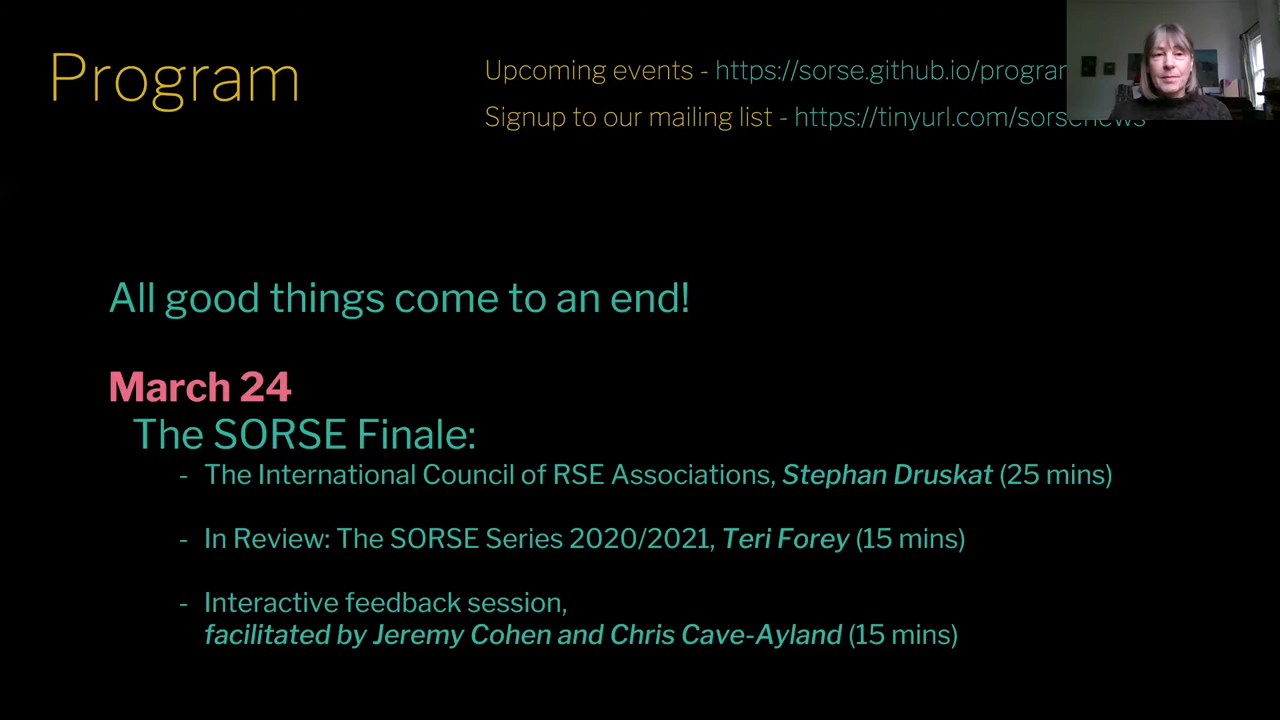 Program
Upcoming events - https://sorse.github.io/program
Signup to our mailing list - https://tinyurl.com/sorsenews
All good things come to an end!
March 24
The SORSE Finale:
- The International Council of RSE Associations, Stephan Druskat (25 mins)
- In Review: The SORSE Series 2020/2021, Teri Forey (15 mins)
- Interactive feedback session,
facilitated by Jeremy Cohen and Chris Cave-Ayland (15 mins)